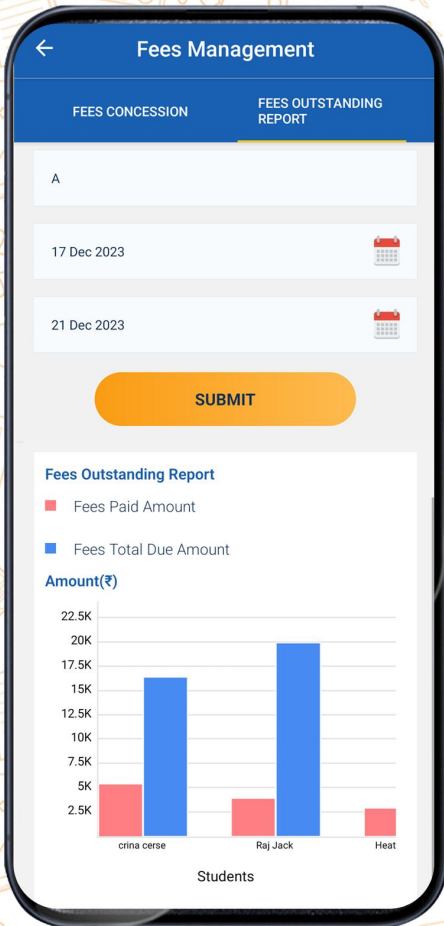 Fees Management
FEES CONCESSION
FEES OUTSTANDING
REPORT
A
17 Dec 2023
21 Dec 2023
SUBMIT
Fees Outstanding Report
Fees Paid Amount
Fees Total Due Amount
Amount(₹)
22.5K
20K
17.5K
15K
12.5K
10K
7.5K
5K
2.5K
crina cerse Raj Jack Heat
Students